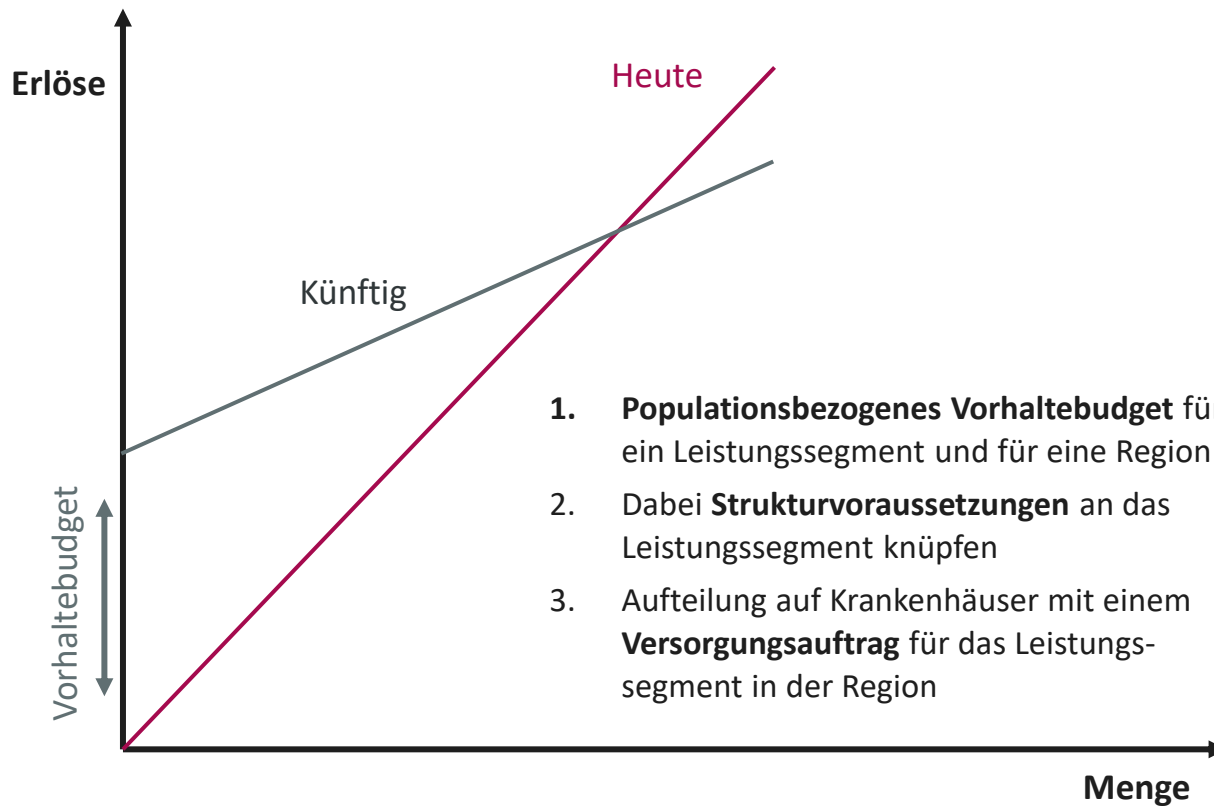 Erlöse
Heute
Künftig
1. Populationsbezogenes Vorhaltebudget fü
ein Leistungssegment und für eine Region
2. Dabei Strukturvoraussetzungen an das
Leistungssegment knüpfen
3. Aufteilung auf Krankenhäuser mit einem
Versorgungsauftrag für das Leistungs-
segment in der Region
Vorhaltebudget
Menge